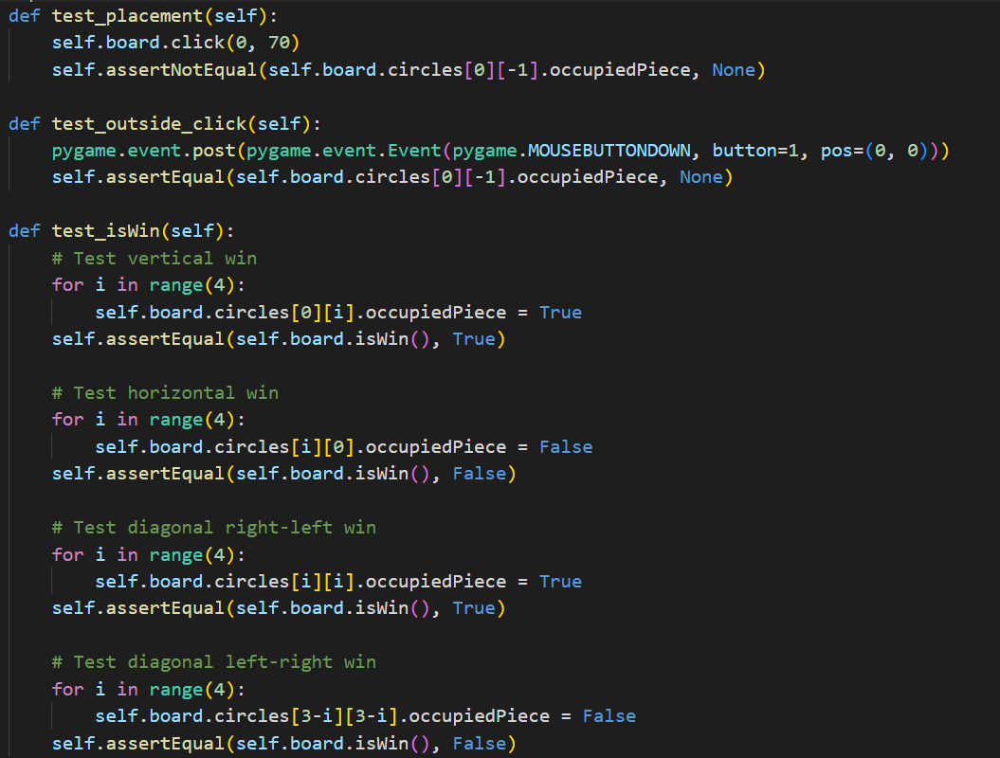 def test_placement(self):
    self.board.click(0, 70)
    self.assertNotEqual(self.board.circles[0][-1].occupiedPiece, None)

def test_outside_click(self):
    pygame.event.post(pygame.event.Event(pygame.MOUSEBUTTONDOWN, button=1, pos=(0, 0)))
    self.assertEqual(self.board.circles[0][-1].occupiedPiece, None)

def test_isWin(self):
    # Test vertical win
    for i in range(4):
        self.board.circles[0][i].occupiedPiece = True
    self.assertEqual(self.board.isWin(), True)

    # Test horizontal win
    for i in range(4):
        self.board.circles[i][0].occupiedPiece = False
    self.assertEqual(self.board.isWin(), False)

    # Test diagonal right-left win
    for i in range(4):
        self.board.circles[i][i].occupiedPiece = True
    self.assertEqual(self.board.isWin(), True)

    # Test diagonal left-right win
    for i in range(4):
        self.board.circles[3-i][3-i].occupiedPiece = False
    self.assertEqual(self.board.isWin(), False)